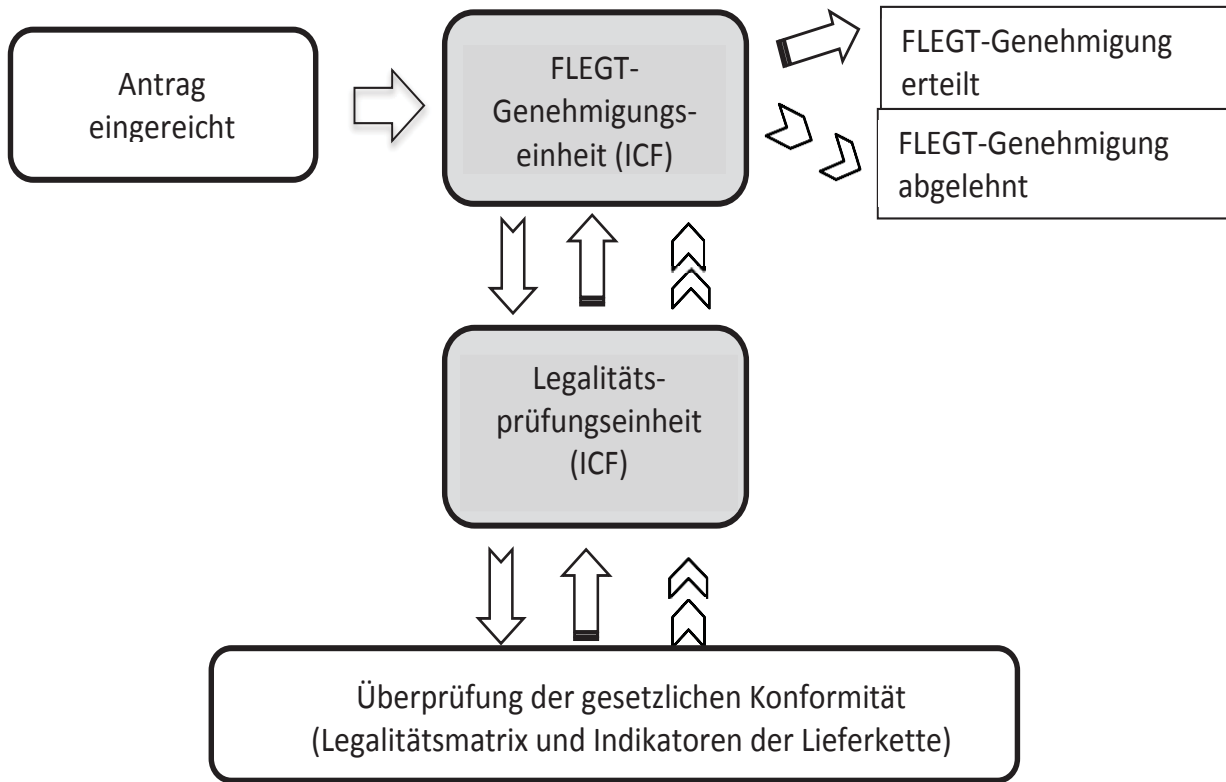 Antrag
eingereicht
FLEGT-
Genehmigungs-
einheit (ICF)
FLEGT-Genehmigung
erteilt
FLEGT-Genehmigung
abgelehnt
Legalitäts-
prüfungseinheit
(ICF)
Überprüfung der gesetzlichen Konformität
(Legalitätsmatrix und Indikatoren der Lieferkette)